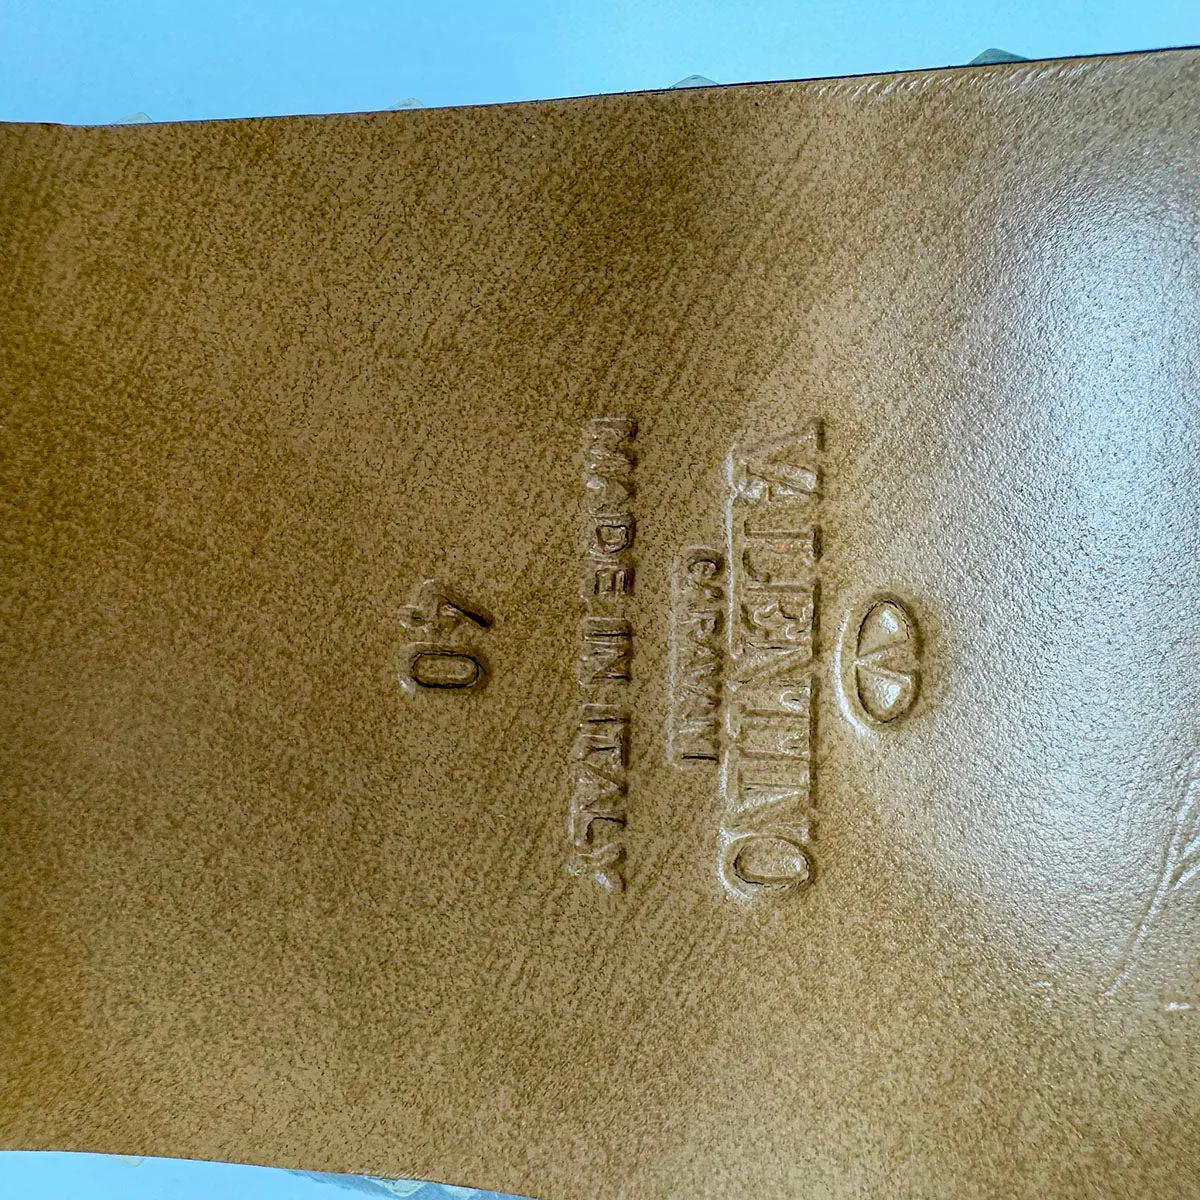 V
VALENTINO
GARAVANI
MADE IN ITALY
40